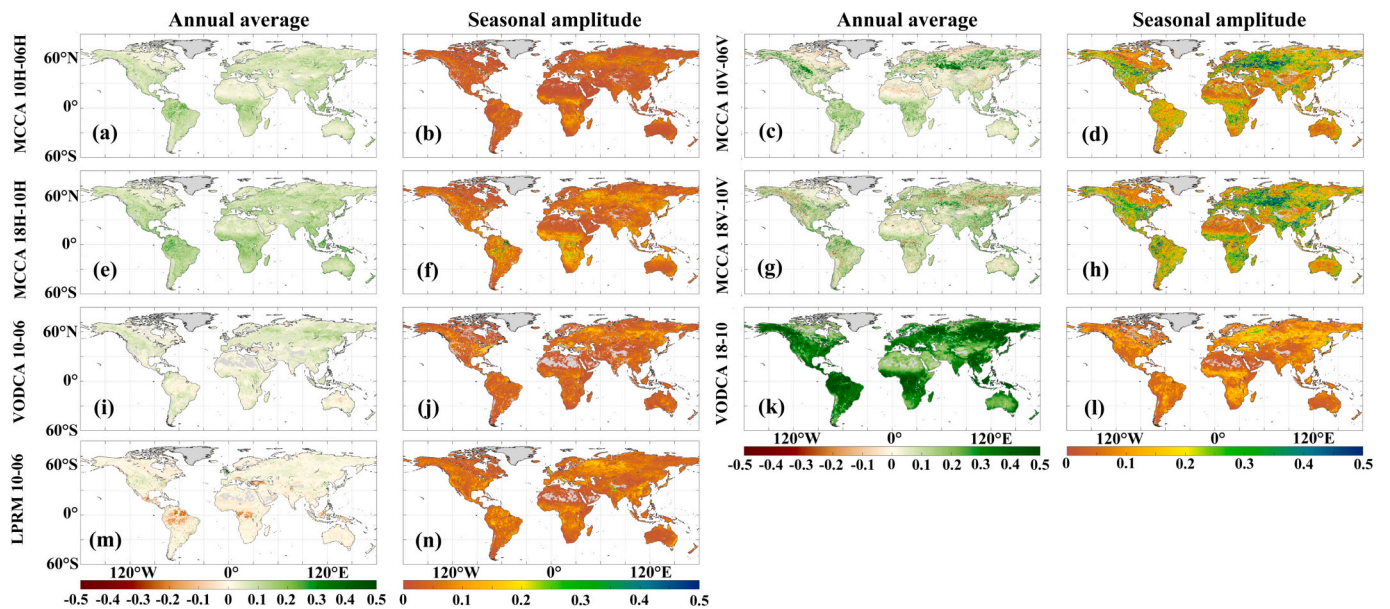 Annual average Seasonal amplitude Annual average Seasonal amplitude
MCCA 10H-06H
60°N
0°
60°S
(a) (b)
MCCA 10V-06V
(c) (d)
MCCA 18H-10H
60°N
0°
60°S
(e) (f)
MCCA 18V-10V
(g) (h)
VODCA 10-06
60°N
0°
60°S
(i) (j)
VODCA 18-10
(k) (l)
120°W 0° 120°E 120°W 0° 120°E
-0.5 -0.4 -0.3 -0.2 -0.1 0 0.1 0.2 0.3 0.4 0.5 0 0.1 0.2 0.3 0.4 0.5
LPRM 10-06
60°S
0°
60°S
(m) (n)
120°W 0° 120°E 120°W 0° 120°E
-0.5 -0.4 -0.3 -0.2 -0.1 0 0.1 0.2 0.3 0.4 0.5 0 0.1 0.2 0.3 0.4 0.5